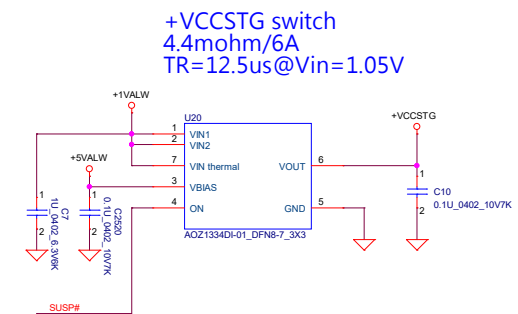 +VCCSTG switch
4.4mohm/6A
TR=12.5us@Vin=1.05V
+1VALW
U20
+VCCSTG
1 VIN1
2 VIN2
+5VALW
7 VIN thermal VOUT 6
3 VBIAS
4 ON GND 5
AOZ1334DI-01_DFN8-7_3X3
1
2
C7
1U_0402_6.3V6K
1
2
C2520
0.1U_0402_10V7K
1
2
C10
0.1U_0402_10V7K
SUSP#